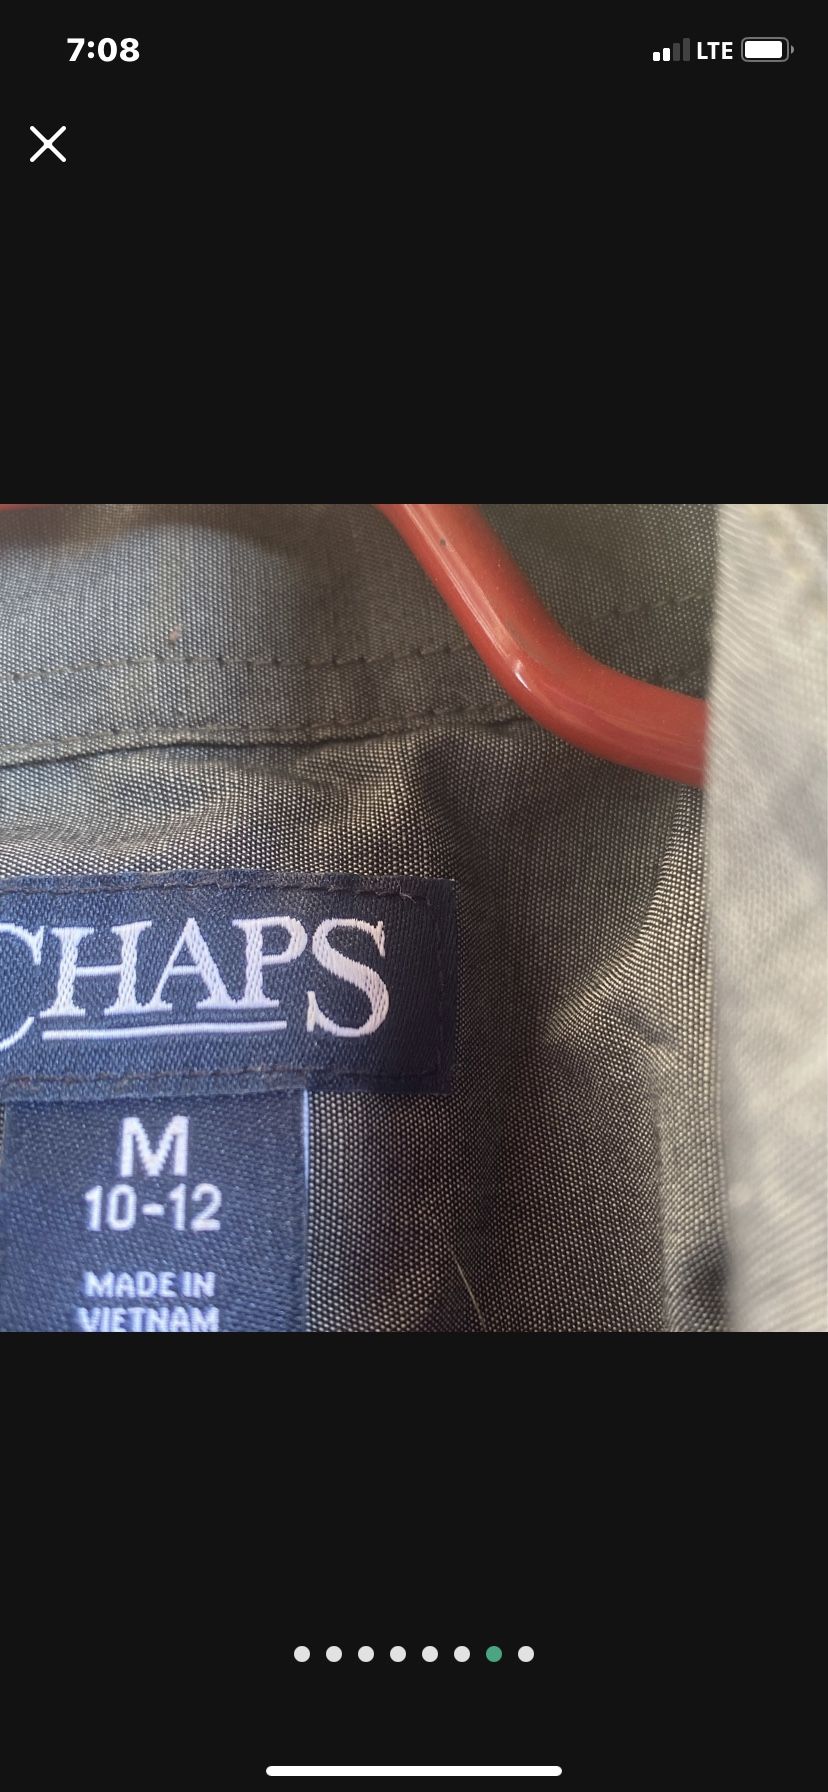 7:08
LTE
CHAPS
M
10-12
MADE IN
VIETNAM